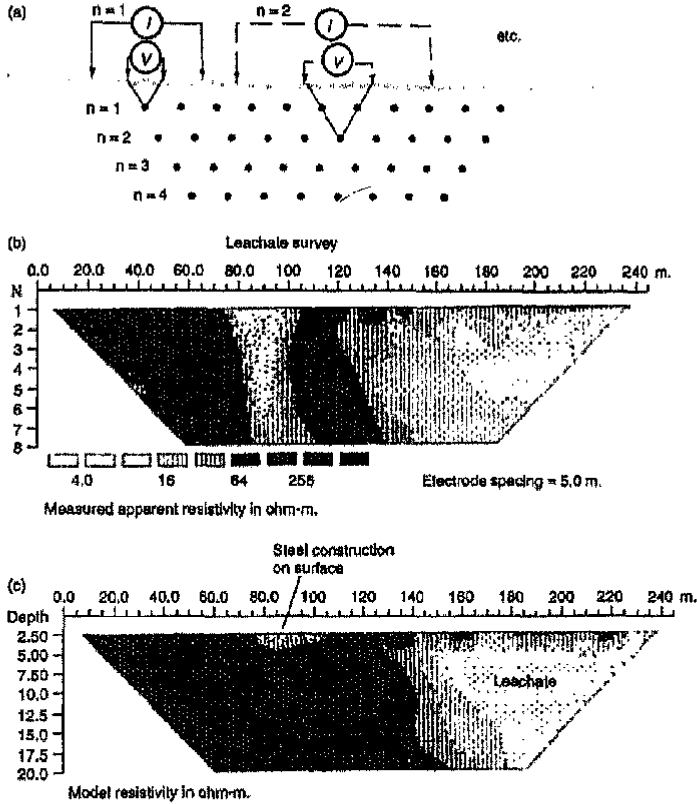 (a)
n = 1
I
V
n = 2
I
V
etc.
n = 1
n = 2
n = 3
n = 4
(b)
Leachate survey
0.0 20.0 40.0 60.0 80.0 100 120 140 160 180 200 220 240 m.
N
1
2
3
4
5
6
7
8
4.0 16 64 256
Electrode spacing = 5.0 m.
Measured apparent resistivity in ohm-m.
Steel construction
on surface
(c)
0.0 20.0 40.0 60.0 80.0 100 120 140 160 180 200 220 240 m.
Depth
2.50
5.00
7.50
10.0
12.5
15.0
17.5
20.0
Leachate
Model resistivity in ohm-m.